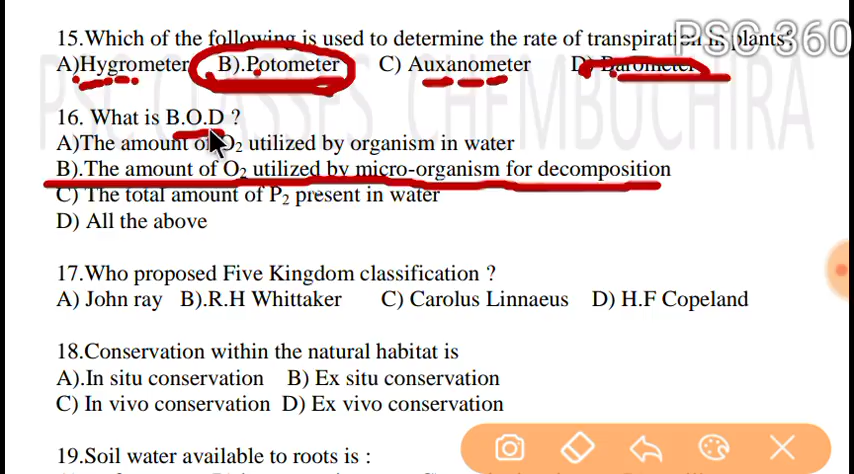 PSC 360
15.Which of the following is used to determine the rate of transpiration in plants?
A)Hygrometer B).Potometer C) Auxanometer D) Barometer
PSC CLASSES CHEMBUCHIRA
16. What is B.O.D ?
A)The amount of O₂ utilized by organism in water
B).The amount of O₂ utilized by micro-organism for decomposition
C) The total amount of P₂ present in water
D) All the above
17.Who proposed Five Kingdom classification ?
A) John ray B).R.H Whittaker C) Carolus Linnaeus D) H.F Copeland
18.Conservation within the natural habitat is
A).In situ conservation B) Ex situ conservation
C) In vivo conservation D) Ex vivo conservation
19.Soil water available to roots is :